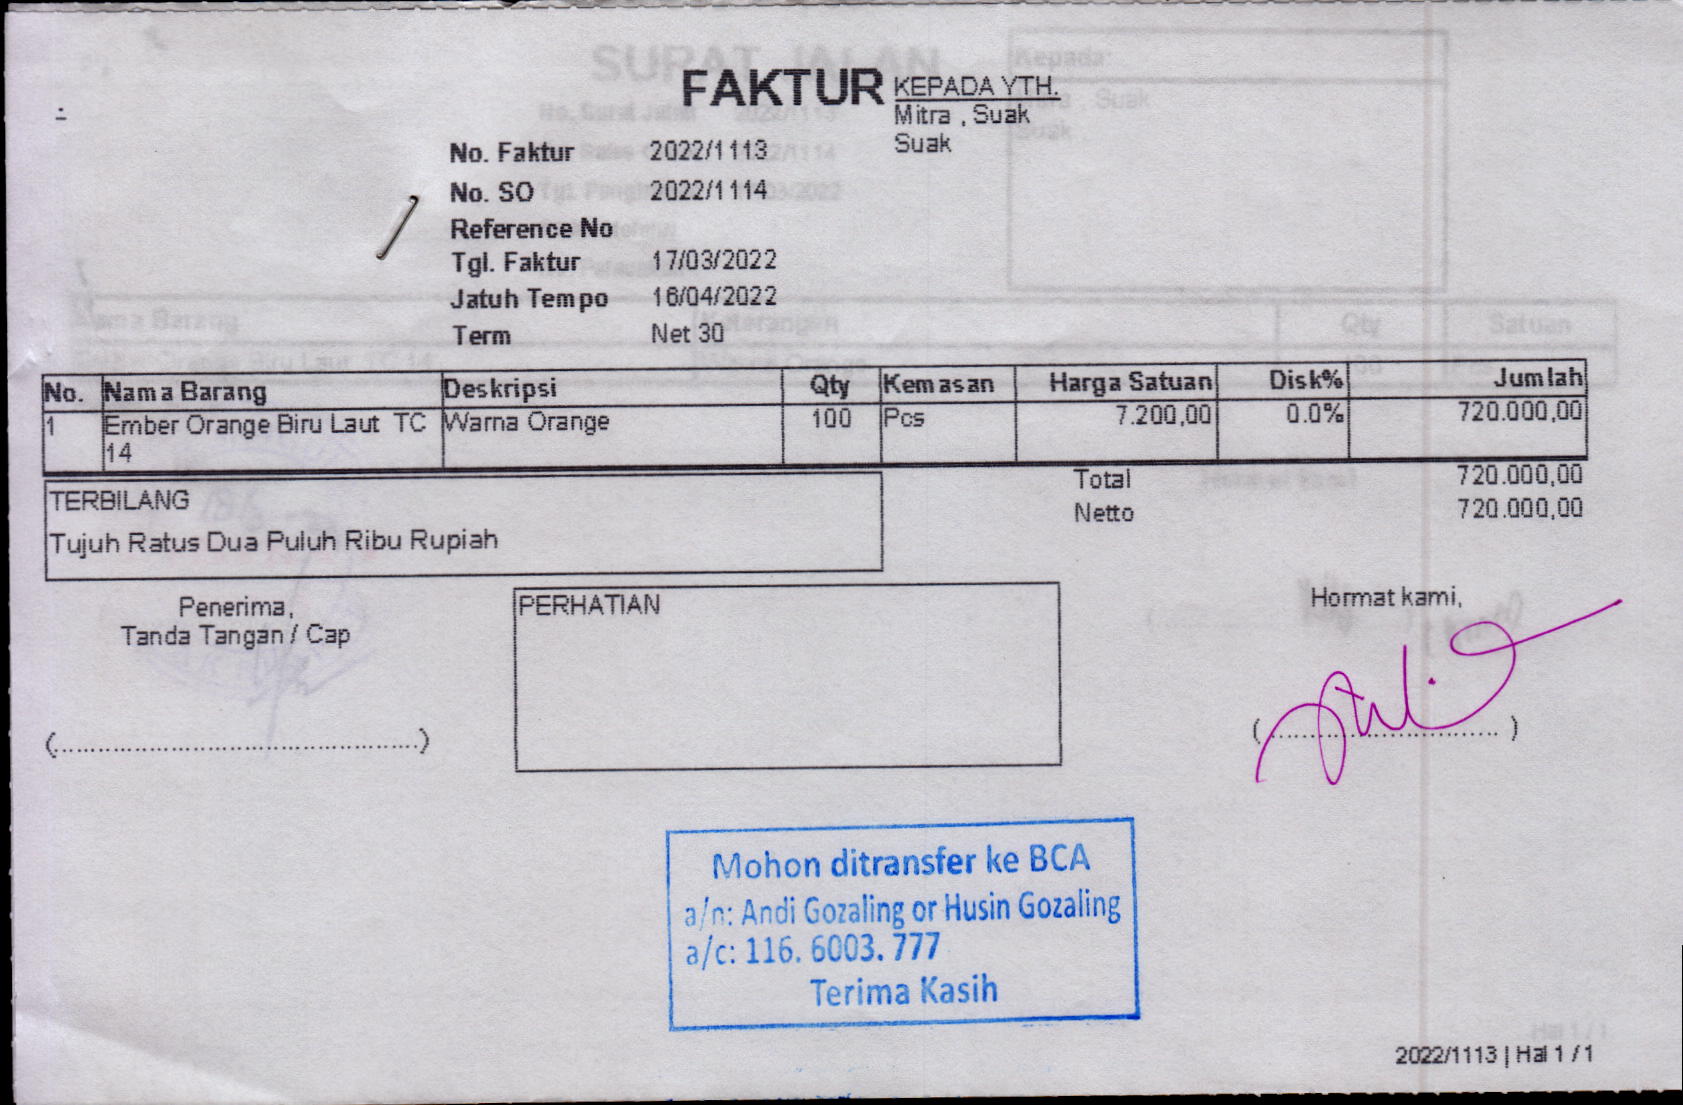 FAKTUR
KEPADA YTH.
Mitra , Suak
Suak
No. Faktur 2022/1113
No. SO 2022/1114
Reference No
Tgl. Faktur 17/03/2022
Jatuh Tempo 16/04/2022
Term Net 30
No. Nama Barang Deskripsi Qty Kemasan Harga Satuan Disk% Jumlah
1 Ember Orange Biru Laut TC Warna Orange 100 Pcs 7.200,00 0.0% 720.000,00
14
Total 720.000,00
Netto 720.000,00
TERBILANG
Tujuh Ratus Dua Puluh Ribu Rupiah
Penerima,
Tanda Tangan / Cap
(................................................)
PERHATIAN
Hormat kami,
(.................................. )
Mohon ditransfer ke BCA
a/n: Andi Gozaling or Husin Gozaling
a/c: 116. 6003. 777
Terima Kasih
2022/1113 | Hal 1 / 1